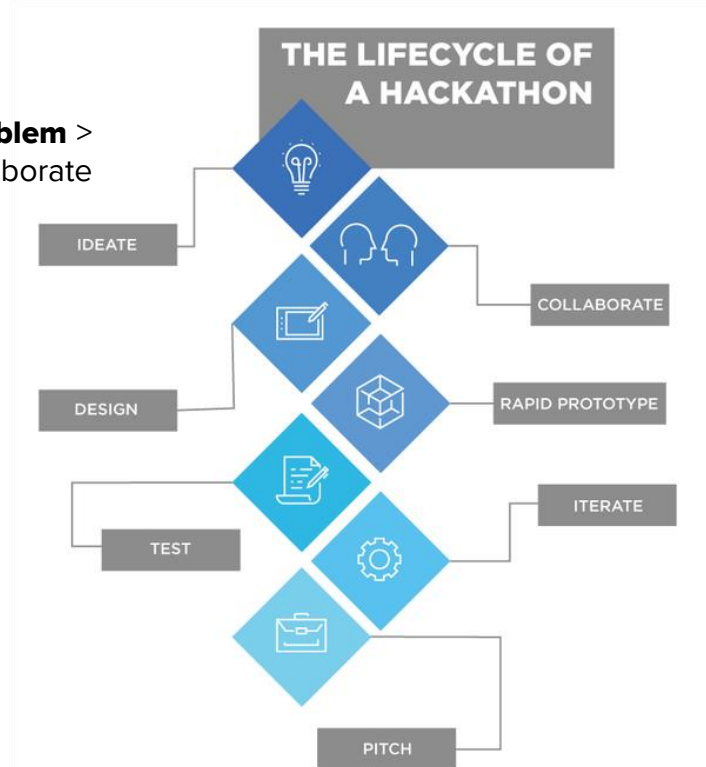 THE LIFECYCLE OF
A HACKATHON
blem >
borate
IDEATE
COLLABORATE
DESIGN
RAPID PROTOTYPE
TEST
ITERATE
PITCH